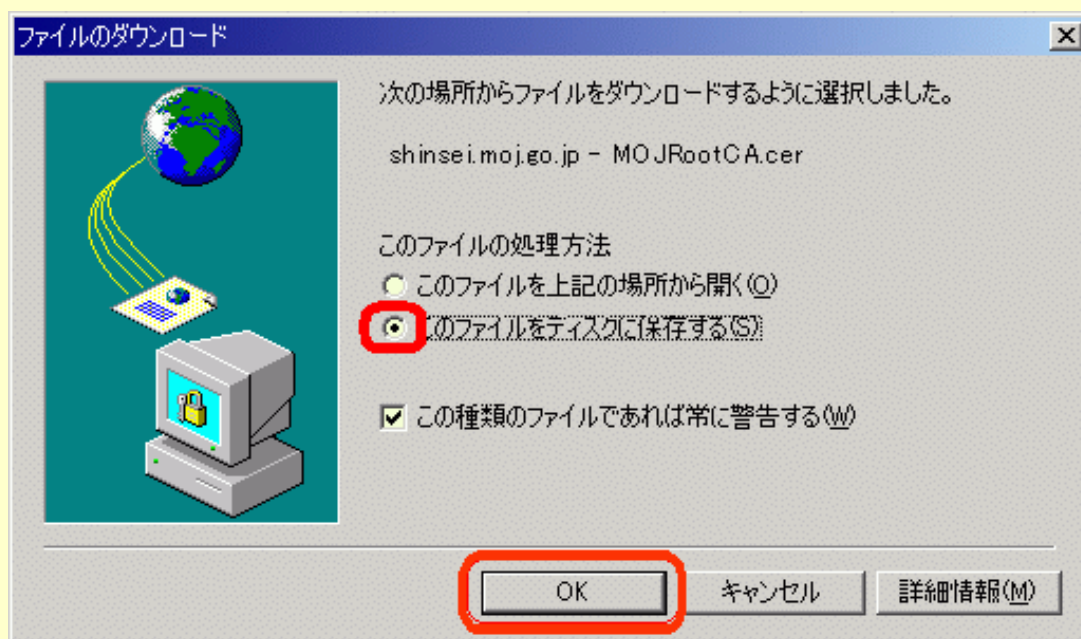 ファイルのダウンロード
次の場所からファイルをダウンロードするように選択しました。
shinsei.moj.go.jp - MOJRootCA.cer
このファイルの処理方法
このファイルを上記の場所から開く(O)
このファイルをディスクに保存する(S)
この種類のファイルであれば常に警告する(W)
OK
キャンセル
詳細情報(M)